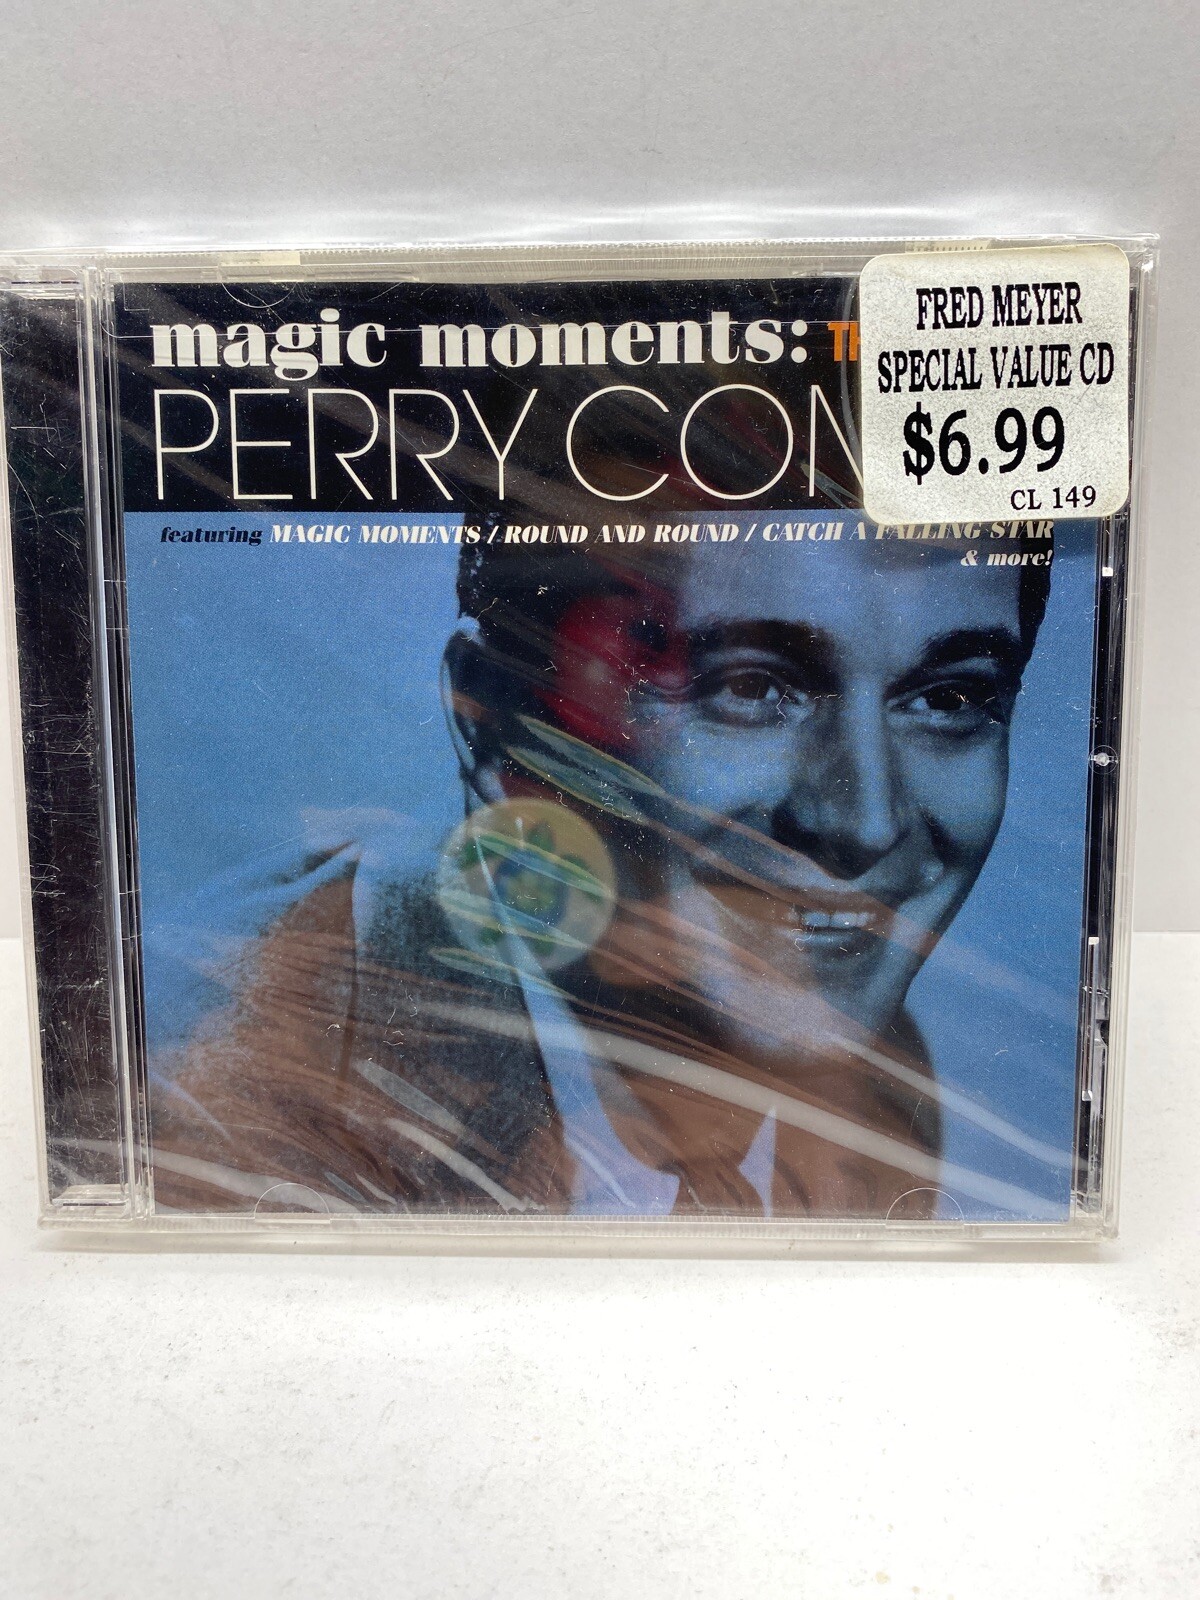 magic moments: TH
PERRY COM
featuring MAGIC MOMENTS / ROUND AND ROUND / CATCH A FALLING STAR
& more!
FRED MEYER
SPECIAL VALUE CD
$6.99
CL 149